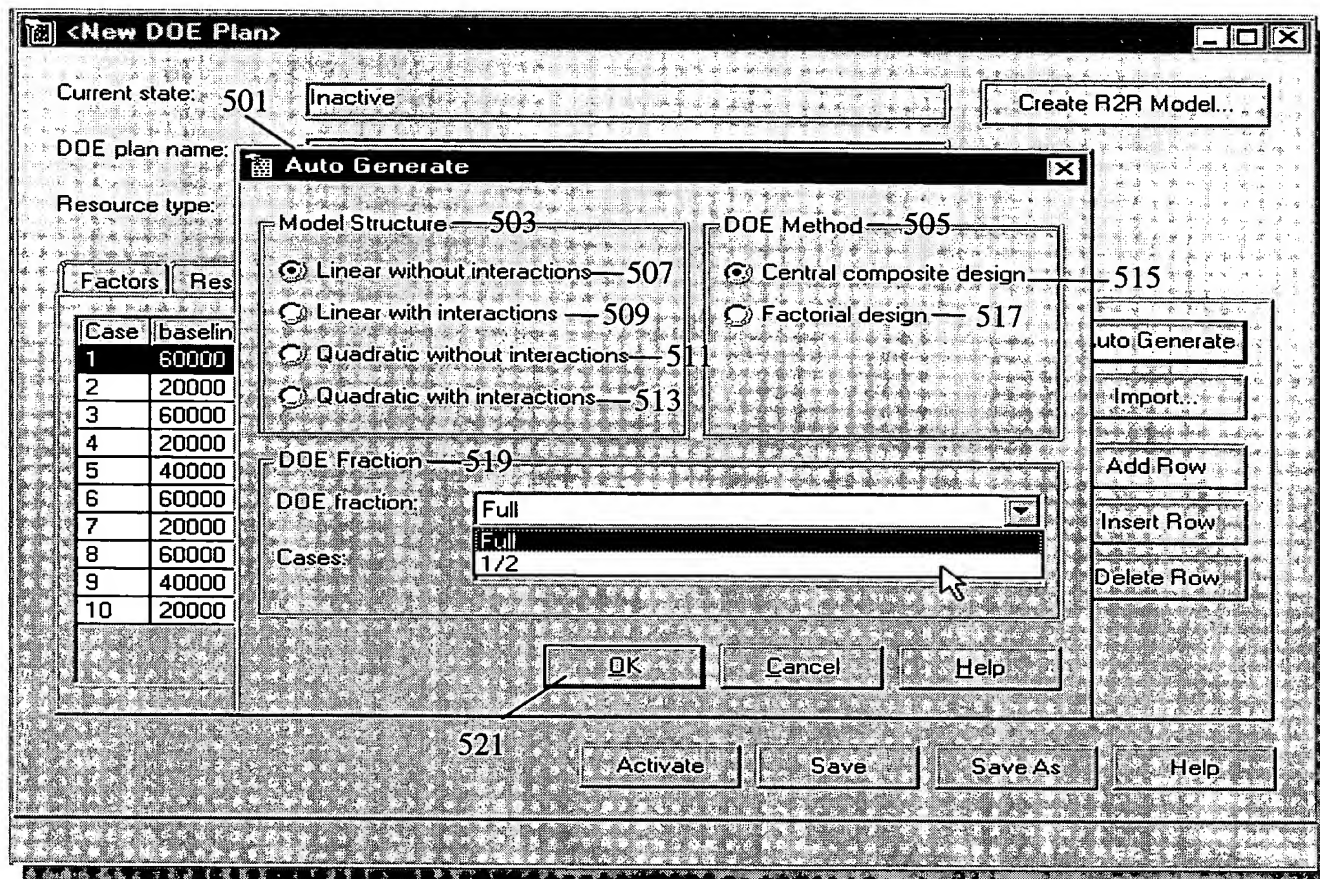 <New DOE Plan>
Current state: 501 Inactive Create R2R Model...
DOE plan name:
Auto Generate
Resource type:
Model Structure 503 DOE Method 505
Linear without interactions 507 Central composite design 515
Factors Res
Linear with interactions 509 Factorial design 517
Case baselin uto Generate
1 60000 Quadratic without interactions 511
2 20000 Quadratic with interactions 513 Import...
3 60000
4 20000
DOE Fraction 519 Add Row
5 40000
6 60000 DOE fraction: Full
7 20000 Full Insert Row
8 60000 Cases: 1/2
9 40000 Delete Row
10 20000
OK Cancel Help
521
Activate Save Save As Help